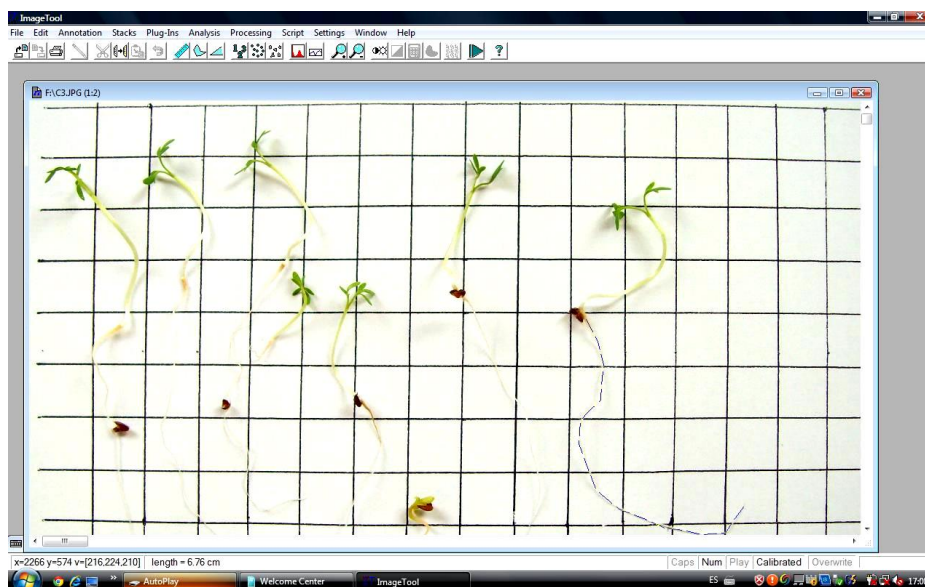 ImageTool
File Edit Annotation Stacks Plug-Ins Analysis Processing Script Settings Window Help
F:\C3.JPG (1:2)
x=2266 y=574 v=[216,224,210] length = 6.76 cm Caps Num Play Calibrated Overwrite
AutoPlay Welcome Center ImageTool ES